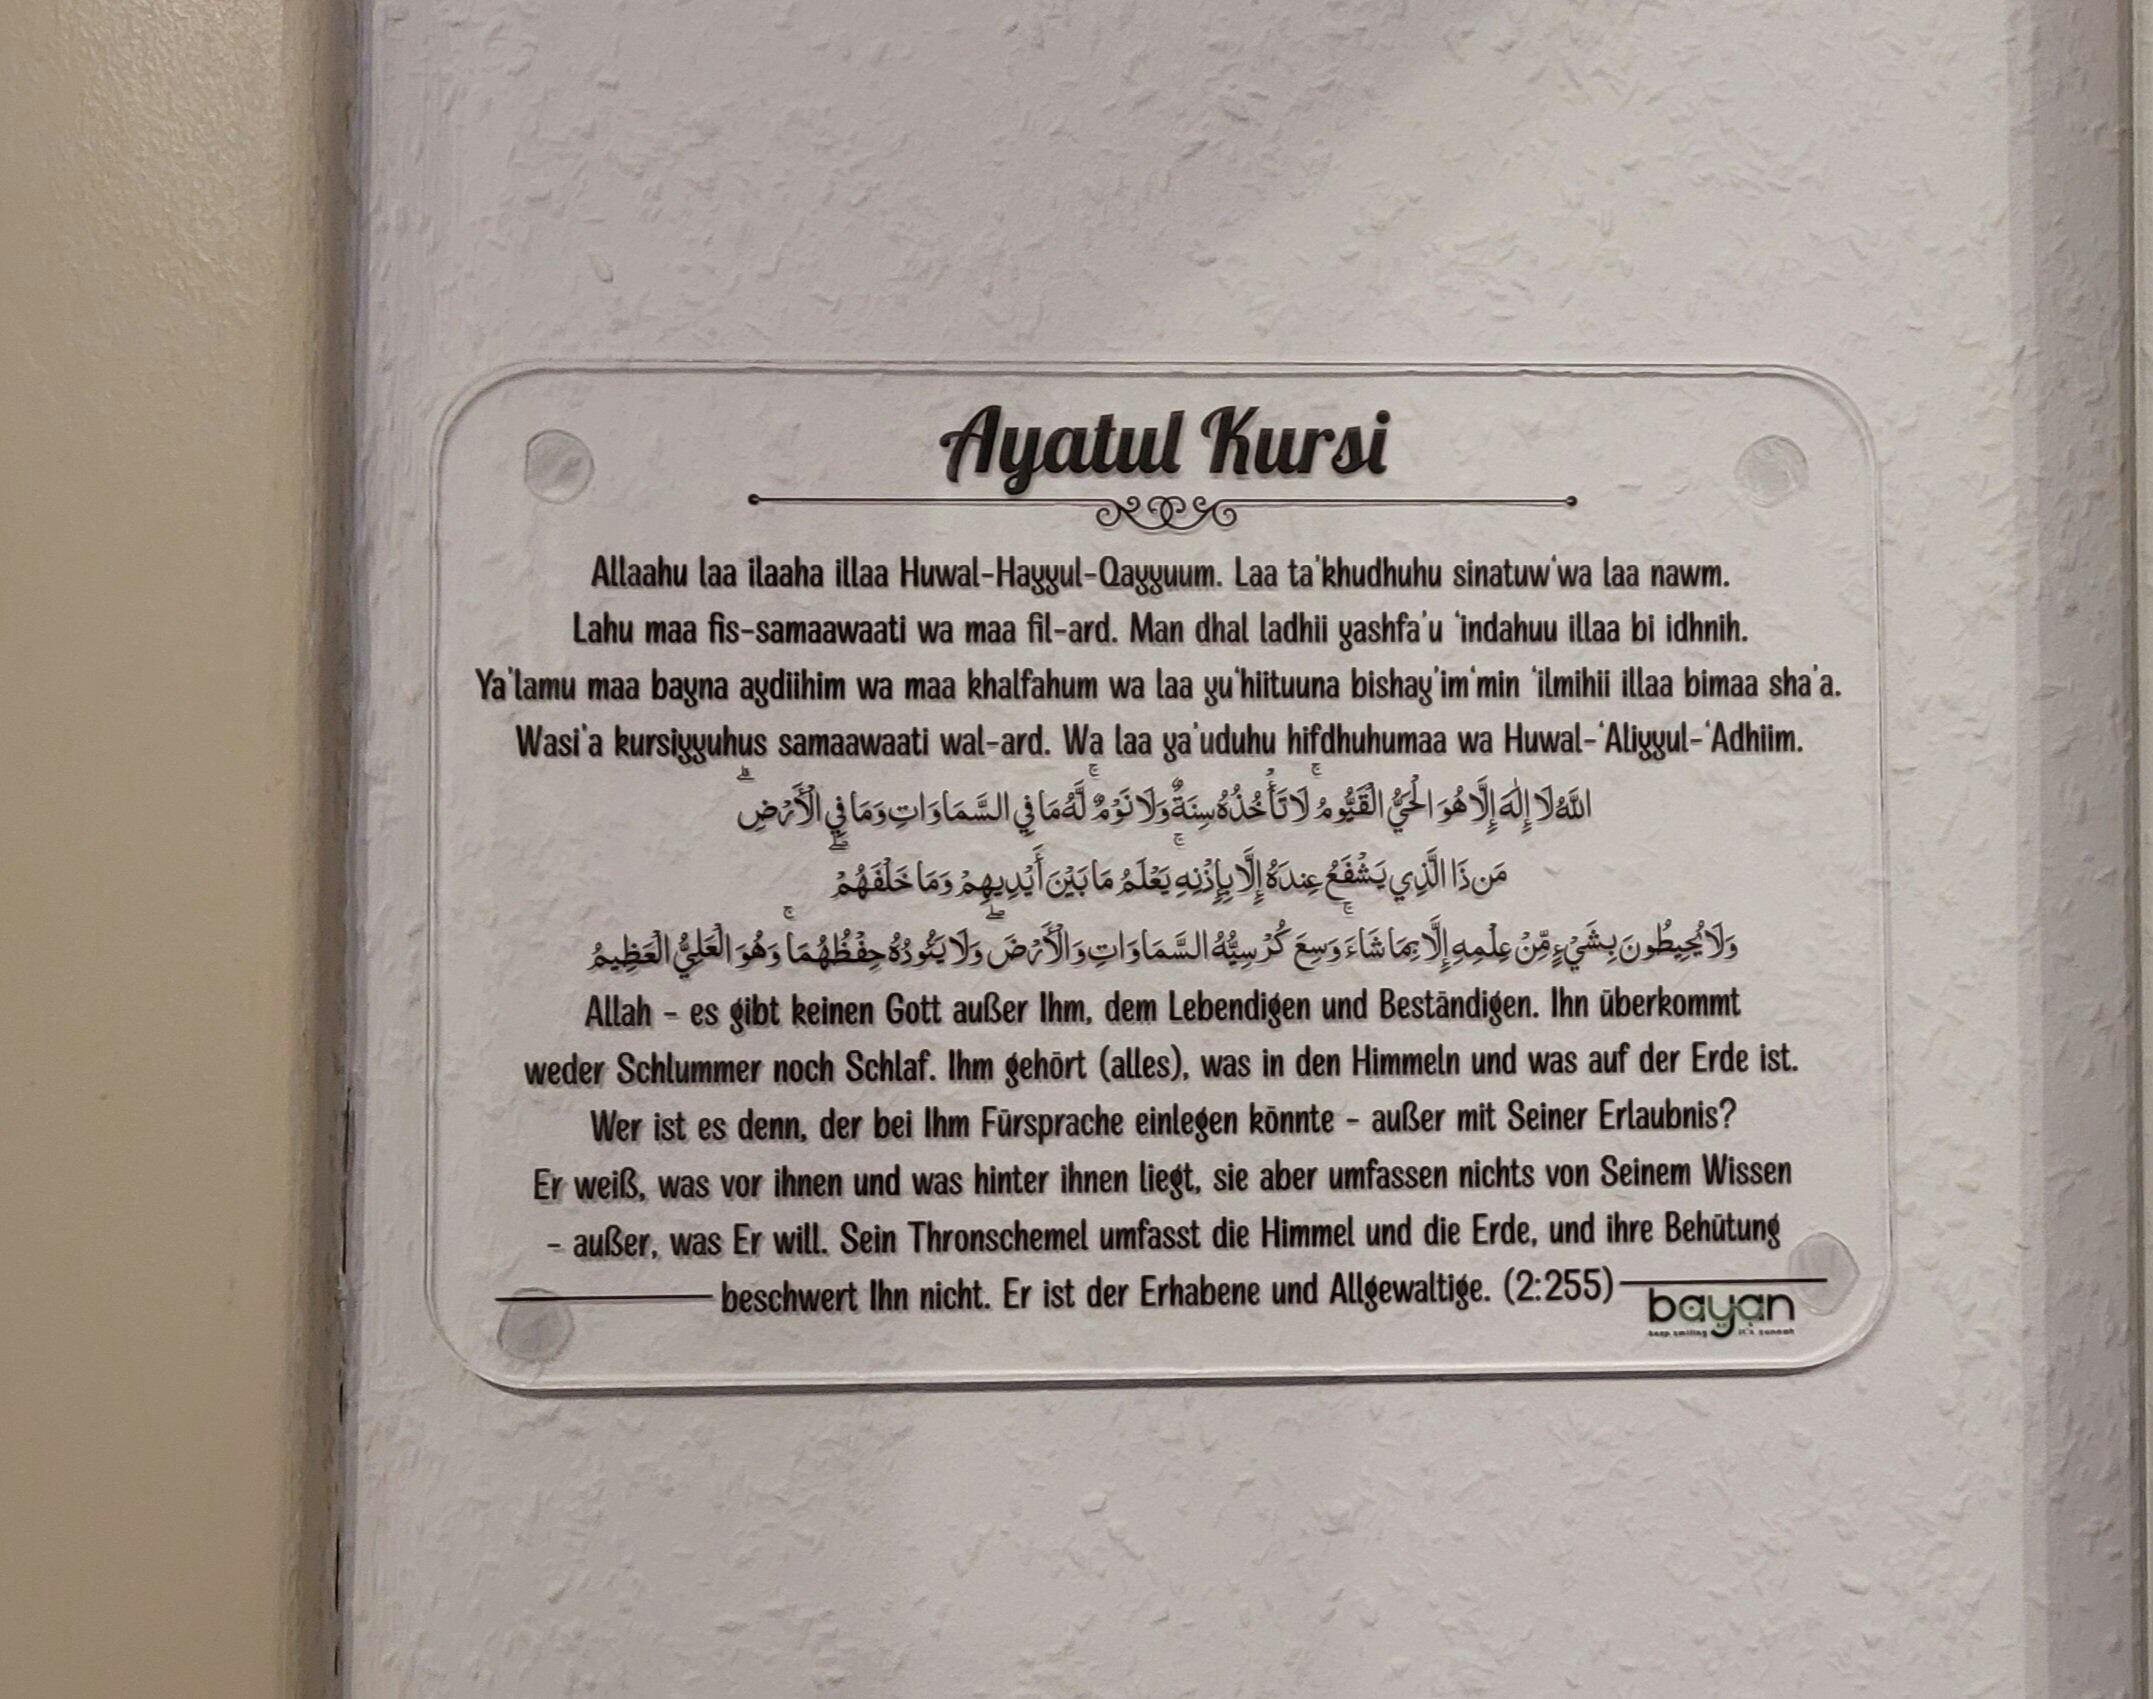 Ayatul Kursi
Allaahu laa ilaaha illaa Huwal-Hayyul-Qayyuum. Laa ta'khudhuhu sinatuw'wa laa nawm.
Lahu maa fis-samaawaati wa maa fil-ard. Man dhal ladhii yashfa'u 'indahuu illaa bi idhnih.
Ya'lamu maa bayna aydiihim wa maa khalfahum wa laa yu'hiituuna bishay'im'min 'ilmihii illaa bimaa sha'a.
Wasi'a kursiyyuhus samaawaati wal-ard. Wa laa ya'uduhu hifdhuhumaa wa Huwal-'Aliyyul-'Adhiim.
اللَّهُ لَا إِلَٰهَ إِلَّا هُوَ الْحَيُّ الْقَيُّومُ ۚ لَا تَأْخُذُهُ سِنَةٌ وَلَا نَوْمٌ ۚ لَّهُ مَا فِي السَّمَاوَاتِ وَمَا فِي الْأَرْضِ ۗ
مَن ذَا الَّذِي يَشْفَعُ عِندَهُ إِلَّا بِإِذْنِهِ ۚ يَعْلَمُ مَا بَيْنَ أَيْدِيهِمْ وَمَا خَلْفَهُمْ ۖ
وَلَا يُحِيطُونَ بِشَيْءٍ مِّنْ عِلْمِهِ إِلَّا بِمَا شَاءَ ۚ وَسِعَ كُرْسِيُّهُ السَّمَاوَاتِ وَالْأَرْضَ ۖ وَلَا يَئُودُهُ حِفْظُهُمَا ۚ وَهُوَ الْعَلِيُّ الْعَظِيمُ
Allah - es gibt keinen Gott außer Ihm, dem Lebendigen und Beständigen. Ihn überkommt
weder Schlummer noch Schlaf. Ihm gehört (alles), was in den Himmeln und was auf der Erde ist.
Wer ist es denn, der bei Ihm Fürsprache einlegen könnte - außer mit Seiner Erlaubnis?
Er weiß, was vor ihnen und was hinter ihnen liegt, sie aber umfassen nichts von Seinem Wissen
- außer, was Er will. Sein Thronschemel umfasst die Himmel und die Erde, und ihre Behütung
beschwert Ihn nicht. Er ist der Erhabene und Allgewaltige. (2:255)
bayan
keep smiling it's sunnah